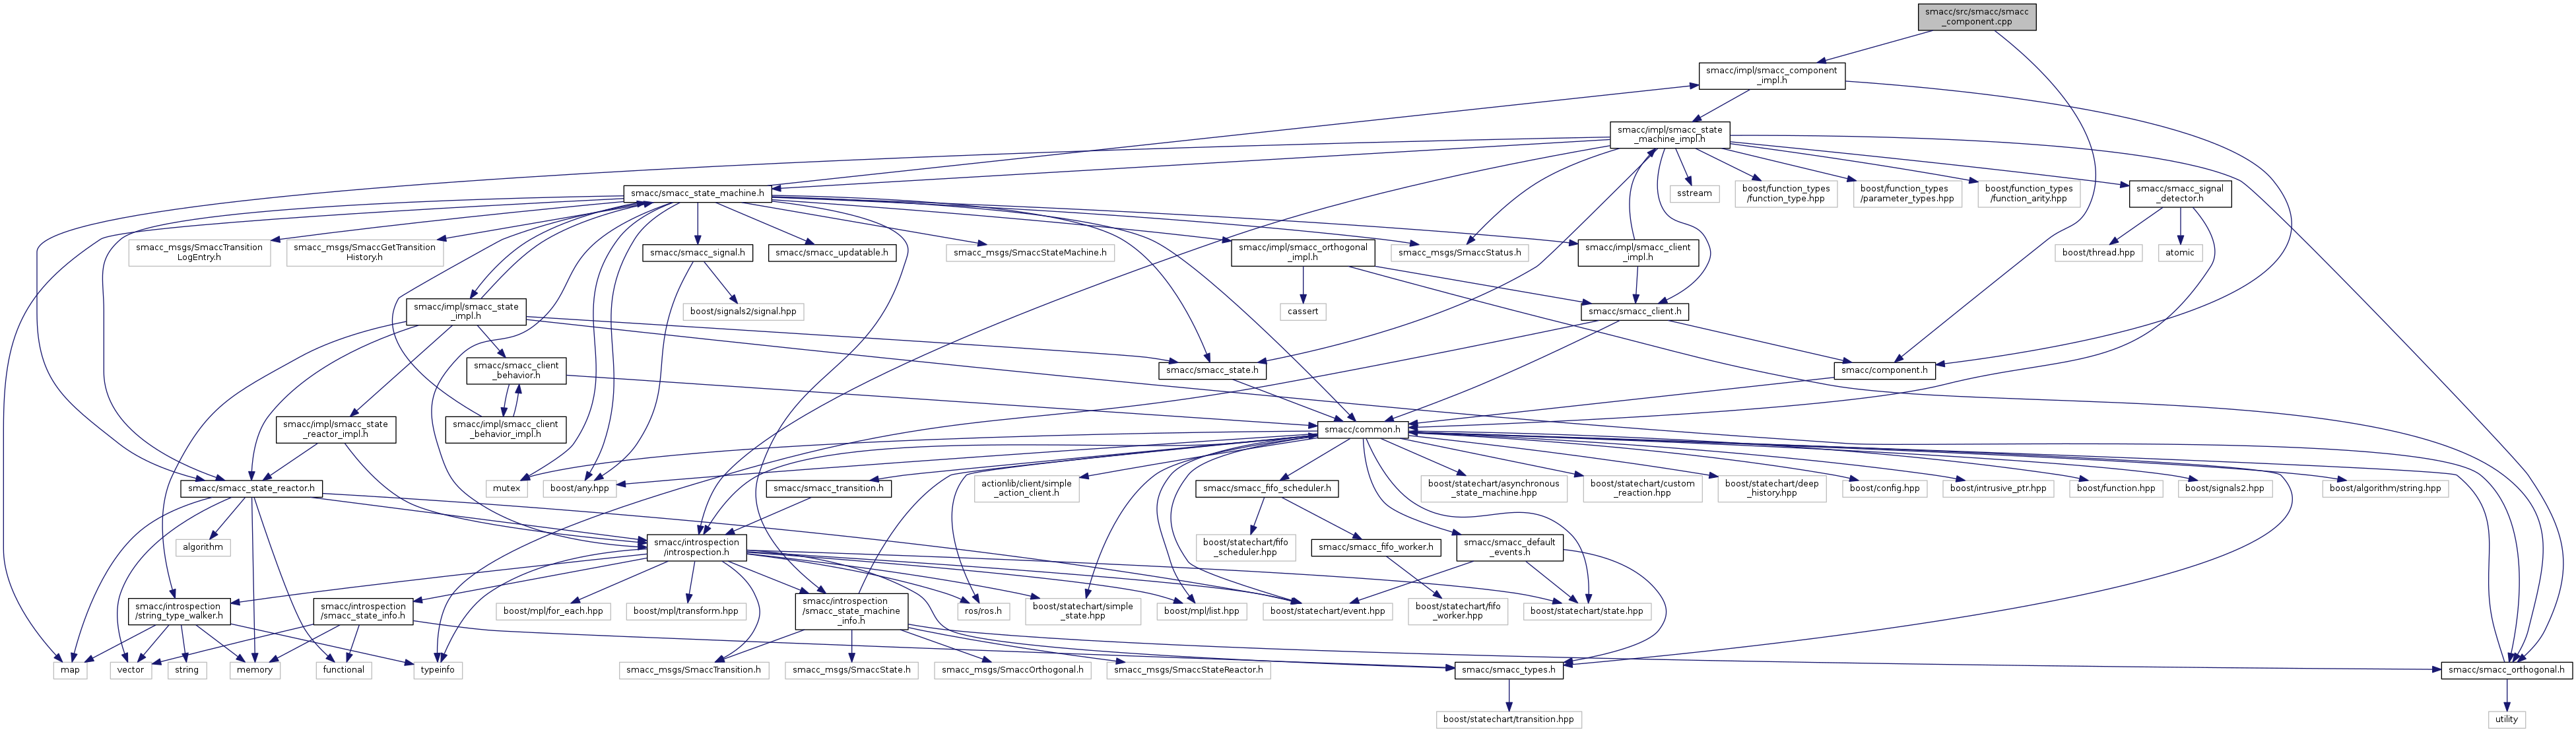 smacc/src/smacc/smacc
_component.cpp
smacc/impl/smacc_component
_impl.h
smacc/impl/smacc_state
_machine_impl.h
smacc/smacc_state_machine.h
sstream
boost/function_types
/function_type.hpp
boost/function_types
/parameter_types.hpp
boost/function_types
/function_arity.hpp
smacc/smacc_signal
_detector.h
smacc_msgs/SmaccTransition
LogEntry.h
smacc_msgs/SmaccGetTransition
History.h
smacc/smacc_signal.h
smacc/smacc_updatable.h
smacc_msgs/SmaccStateMachine.h
smacc/impl/smacc_orthogonal
_impl.h
smacc_msgs/SmaccStatus.h
smacc/impl/smacc_client
_impl.h
boost/thread.hpp
atomic
smacc/impl/smacc_state
_impl.h
boost/signals2/signal.hpp
cassert
smacc/smacc_client.h
smacc/smacc_client
_behavior.h
smacc/smacc_state.h
smacc/component.h
smacc/impl/smacc_state
_reactor_impl.h
smacc/impl/smacc_client
_behavior_impl.h
smacc/common.h
smacc/smacc_state_reactor.h
mutex
boost/any.hpp
smacc/smacc_transition.h
actionlib/client/simple
_action_client.h
smacc/smacc_fifo_scheduler.h
boost/statechart/asynchronous
_state_machine.hpp
boost/statechart/custom
_reaction.hpp
boost/statechart/deep
_history.hpp
boost/config.hpp
boost/intrusive_ptr.hpp
boost/function.hpp
boost/signals2.hpp
boost/algorithm/string.hpp
algorithm
smacc/introspection
/introspection.h
boost/statechart/fifo
_scheduler.hpp
smacc/smacc_fifo_worker.h
smacc/smacc_default
_events.h
smacc/introspection
/string_type_walker.h
smacc/introspection
/smacc_state_info.h
boost/mpl/for_each.hpp
boost/mpl/transform.hpp
smacc/introspection
/smacc_state_machine
_info.h
ros/ros.h
boost/statechart/simple
_state.hpp
boost/mpl/list.hpp
boost/statechart/event.hpp
boost/statechart/fifo
_worker.hpp
boost/statechart/state.hpp
map
vector
string
memory
functional
typeinfo
smacc_msgs/SmaccTransition.h
smacc_msgs/SmaccState.h
smacc_msgs/SmaccOrthogonal.h
smacc_msgs/SmaccStateReactor.h
smacc/smacc_types.h
smacc/smacc_orthogonal.h
boost/statechart/transition.hpp
utility